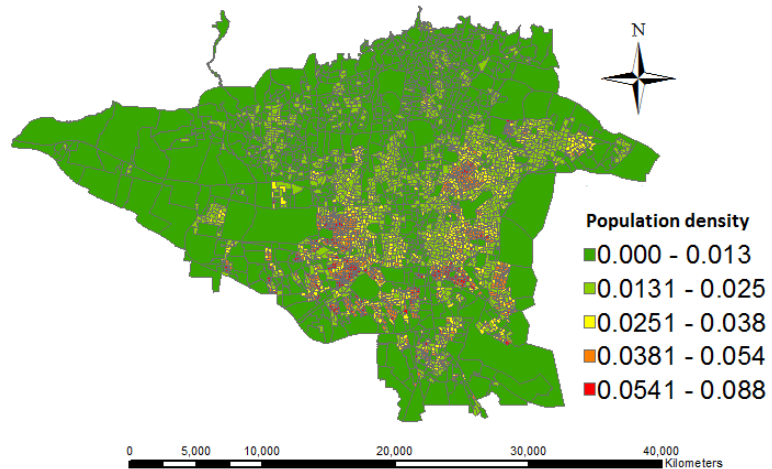 N
Population density
0.000 - 0.013
0.0131 - 0.025
0.0251 - 0.038
0.0381 - 0.054
0.0541 - 0.088
0 5,000 10,000 20,000 30,000 40,000
Kilometers